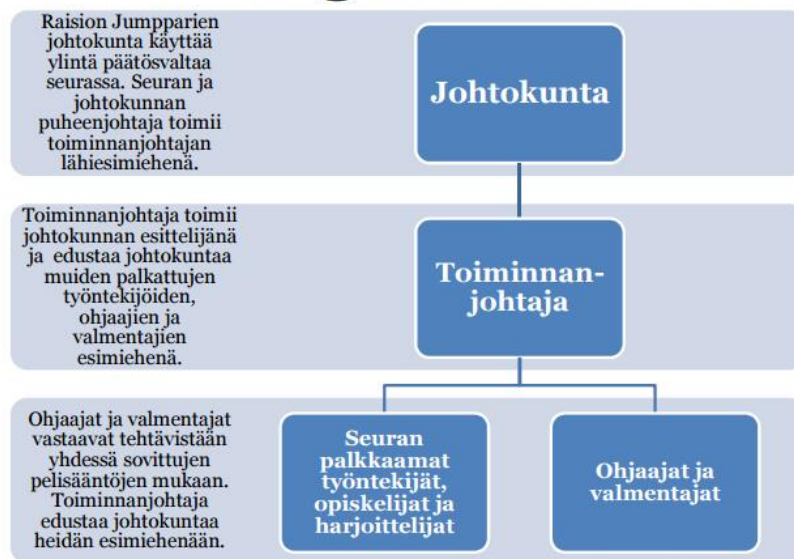 Raision Jumpparien
johtokunta käyttää
ylintä päätösvaltaa
seurassa. Seuran ja
johtokunnan
puheenjohtaja toimii
toiminnanjohtajan
lähiesimiehenä.
Johtokunta
Toiminnanjohtaja toimii
johtokunnan esittelijänä
ja edustaa johtokuntaa
muiden palkattujen
työntekijöiden,
ohjaajien ja
valmentajien
esimiehenä.
Toiminnan-
johtaja
Ohjaajat ja valmentajat
vastaavat tehtävistään
yhdessä sovittujen
pelisääntöjen mukaan.
Toiminnanjohtaja
edustaa johtokuntaa
heidän esimiehenään.
Seuran
palkkaamat
työntekijät,
opiskelijat ja
harjoittelijat
Ohjaajat ja
valmentajat